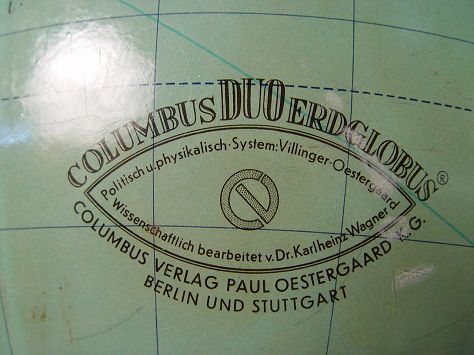 COLUMBUS DUO ERDGLOBUS®
Politisch u. physikalisch · System: Villinger-Oestergaard
Wissenschaftlich bearbeitet v. Dr. Karlheinz Wagner
COLUMBUS VERLAG PAUL OESTERGAARD K. G.
BERLIN UND STUTTGART